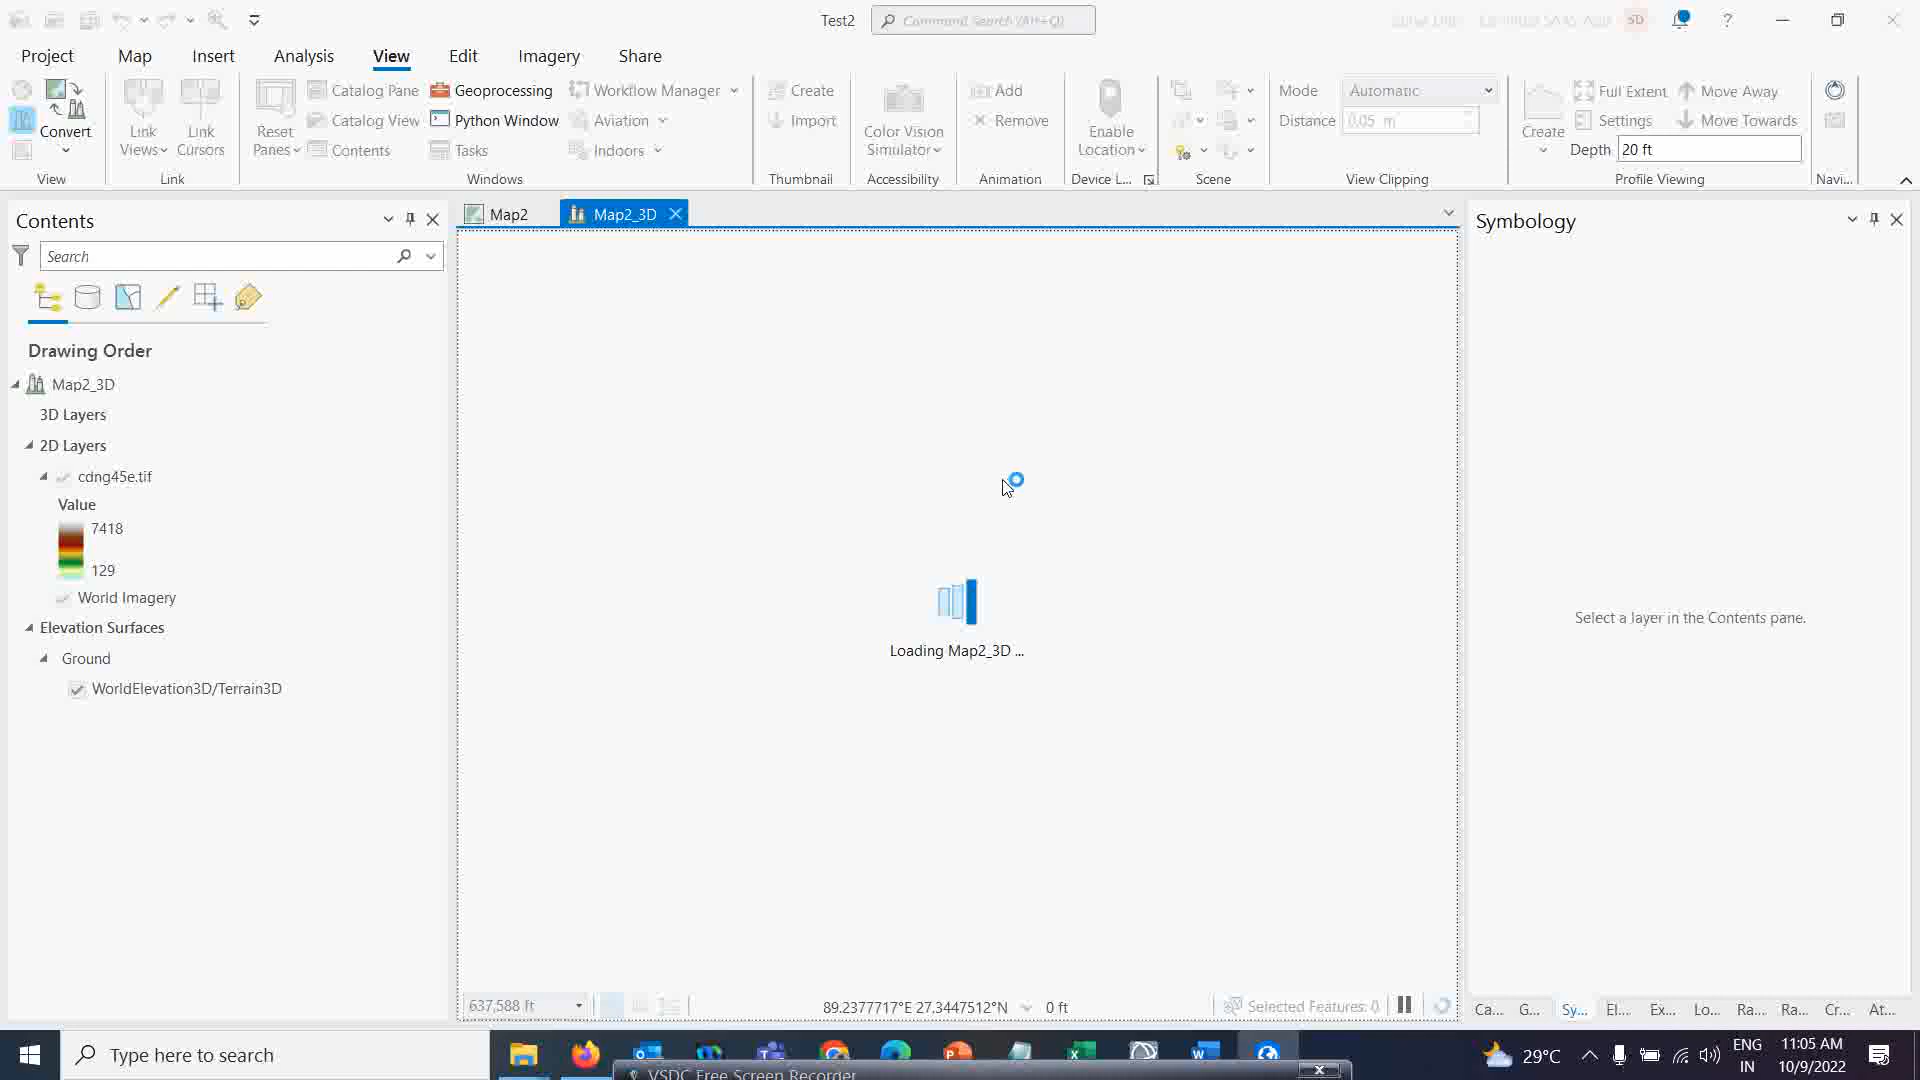 Test2
Command Search (Alt+Q)
SD
?
Project Map Insert Analysis View Edit Imagery Share
Convert
Link Views
Link Cursors
Reset Panes
Catalog Pane
Catalog View
Contents
Geoprocessing
Python Window
Tasks
Workflow Manager
Aviation
Indoors
Create
Import
Color Vision Simulator
Add
Remove
Enable Location
Mode Automatic
Distance 0.05 m
Create
Full Extent
Settings
Depth 20 ft
Move Away
Move Towards
View Link Windows Thumbnail Accessibility Animation Device L... Scene View Clipping Profile Viewing Navi...
Contents
Search
Drawing Order
Map2_3D
3D Layers
2D Layers
cdng45e.tif
Value
7418
129
World Imagery
Elevation Surfaces
Ground
WorldElevation3D/Terrain3D
Map2
Map2_3D
Loading Map2_3D ...
637,588 ft
89.2377717°E 27.3447512°N
0 ft
Selected Features: 0
Symbology
Select a layer in the Contents pane.
Ca... G... Sy... El... Ex... Lo... Ra... Ra... Cr... At...
Type here to search
VSDC Free Screen Recorder
29°C
ENG
IN
11:05 AM
10/9/2022